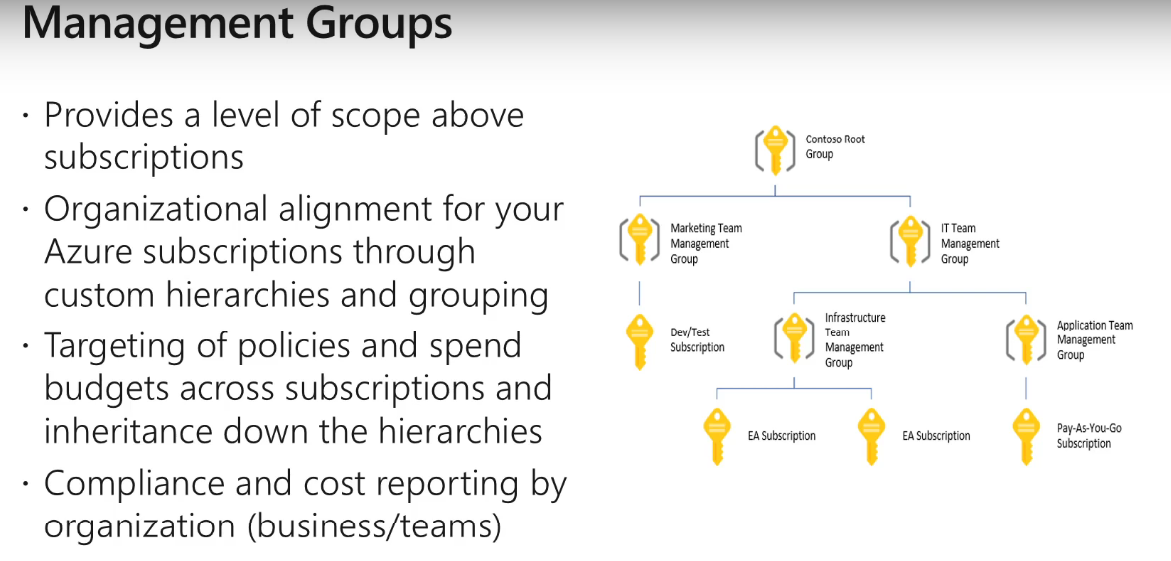 Management Groups
· Provides a level of scope above
subscriptions
· Organizational alignment for your
Azure subscriptions through
custom hierarchies and grouping
· Targeting of policies and spend
budgets across subscriptions and
inheritance down the hierarchies
· Compliance and cost reporting by
organization (business/teams)
Contoso Root
Group
Marketing Team
Management
Group
IT Team
Management
Group
Dev/Test
Subscription
Infrastructure
Team
Management
Group
Application Team
Management
Group
EA Subscription
EA Subscription
Pay-As-You-Go
Subscription